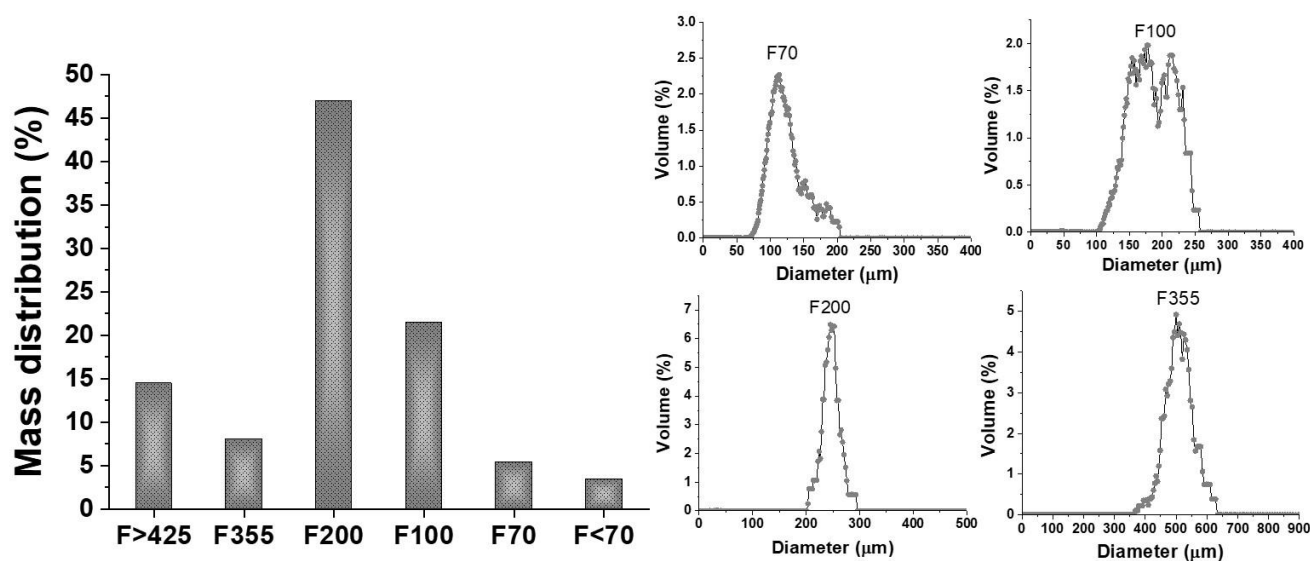 Mass distribution (%)
50
45
40
35
30
25
20
15
10
5
0
F>425 F355 F200 F100 F70 F<70
F70
Volume (%)
3.0
2.5
2.0
1.5
1.0
0.5
0.0
0 50 100 150 200 250 300 350 400
Diameter (μm)
F100
Volume (%)
2.0
1.5
1.0
0.5
0.0
0 50 100 150 200 250 300 350 400
Diameter (μm)
F200
Volume (%)
7
6
5
4
3
2
1
0
0 100 200 300 400 500
Diameter (μm)
F355
Volume (%)
5
4
3
2
1
0
0 100 200 300 400 500 600 700 800 900
Diameter (μm)